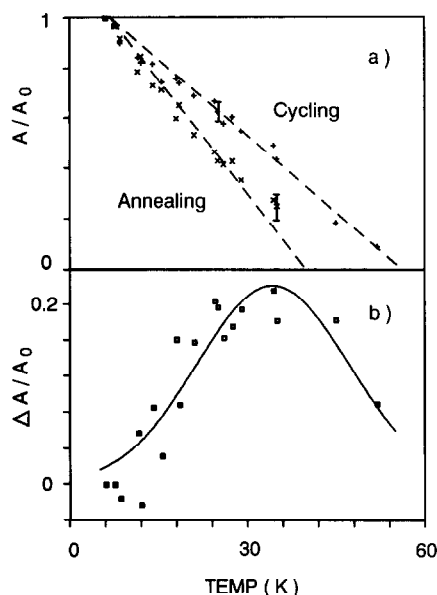 1
a )
A / A0
Cycling
Annealing
0
0.2
b )
Δ A / A0
0
0
30
60
TEMP ( K )